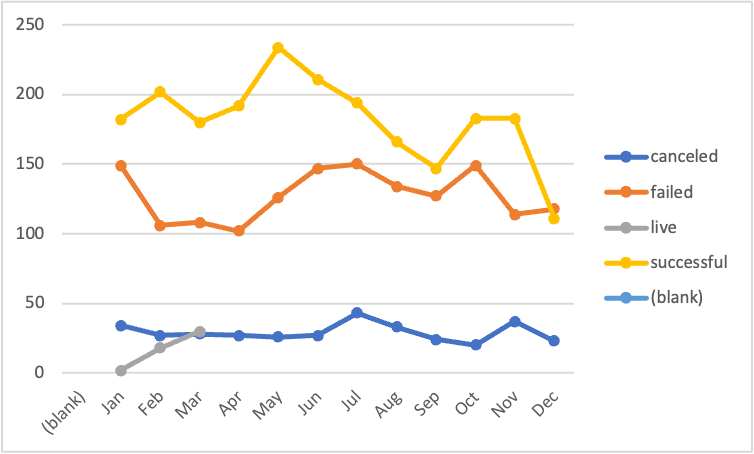 250
200
150
100
50
0
(blank) Jan Feb Mar Apr May Jun Jul Aug Sep Oct Nov Dec
canceled
failed
live
successful
(blank)